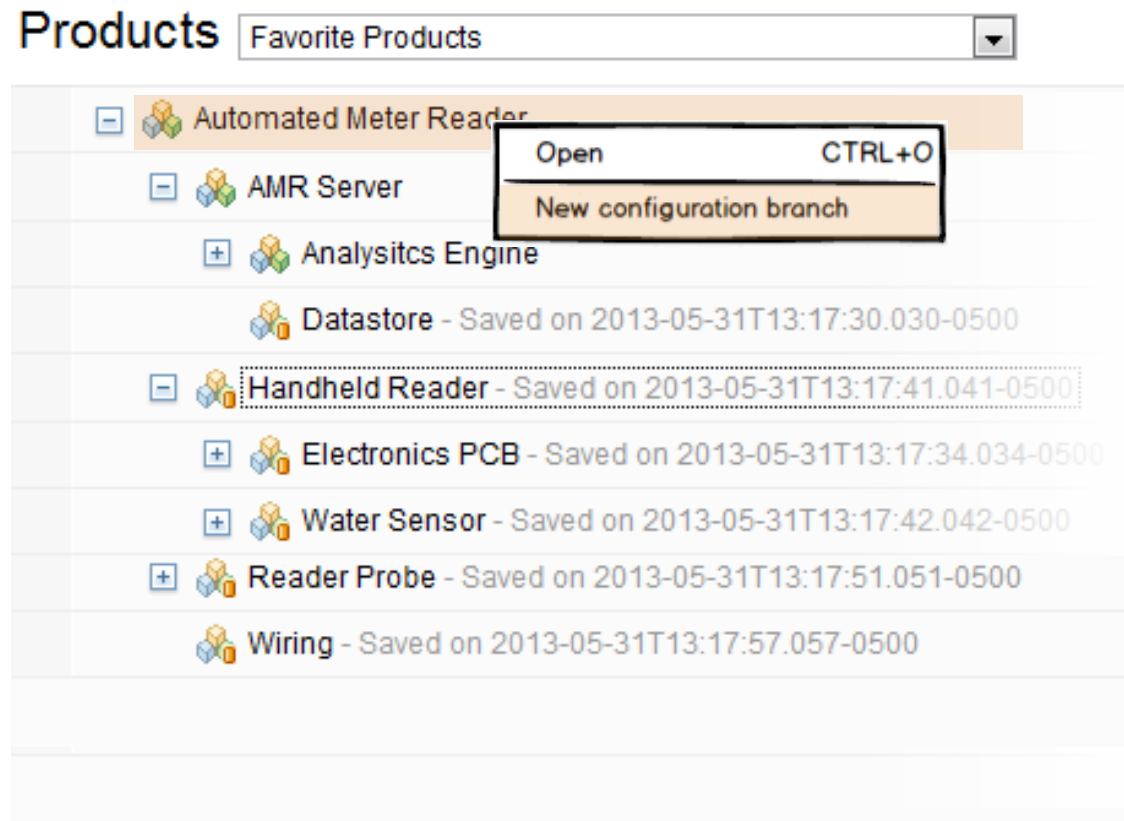 Products Favorite Products
Automated Meter Reader
Open CTRL+O
AMR Server
New configuration branch
Analysitcs Engine
Datastore - Saved on 2013-05-31T13:17:30.030-0500
Handheld Reader - Saved on 2013-05-31T13:17:41.041-0500
Electronics PCB - Saved on 2013-05-31T13:17:34.034-0500
Water Sensor - Saved on 2013-05-31T13:17:42.042-0500
Reader Probe - Saved on 2013-05-31T13:17:51.051-0500
Wiring - Saved on 2013-05-31T13:17:57.057-0500